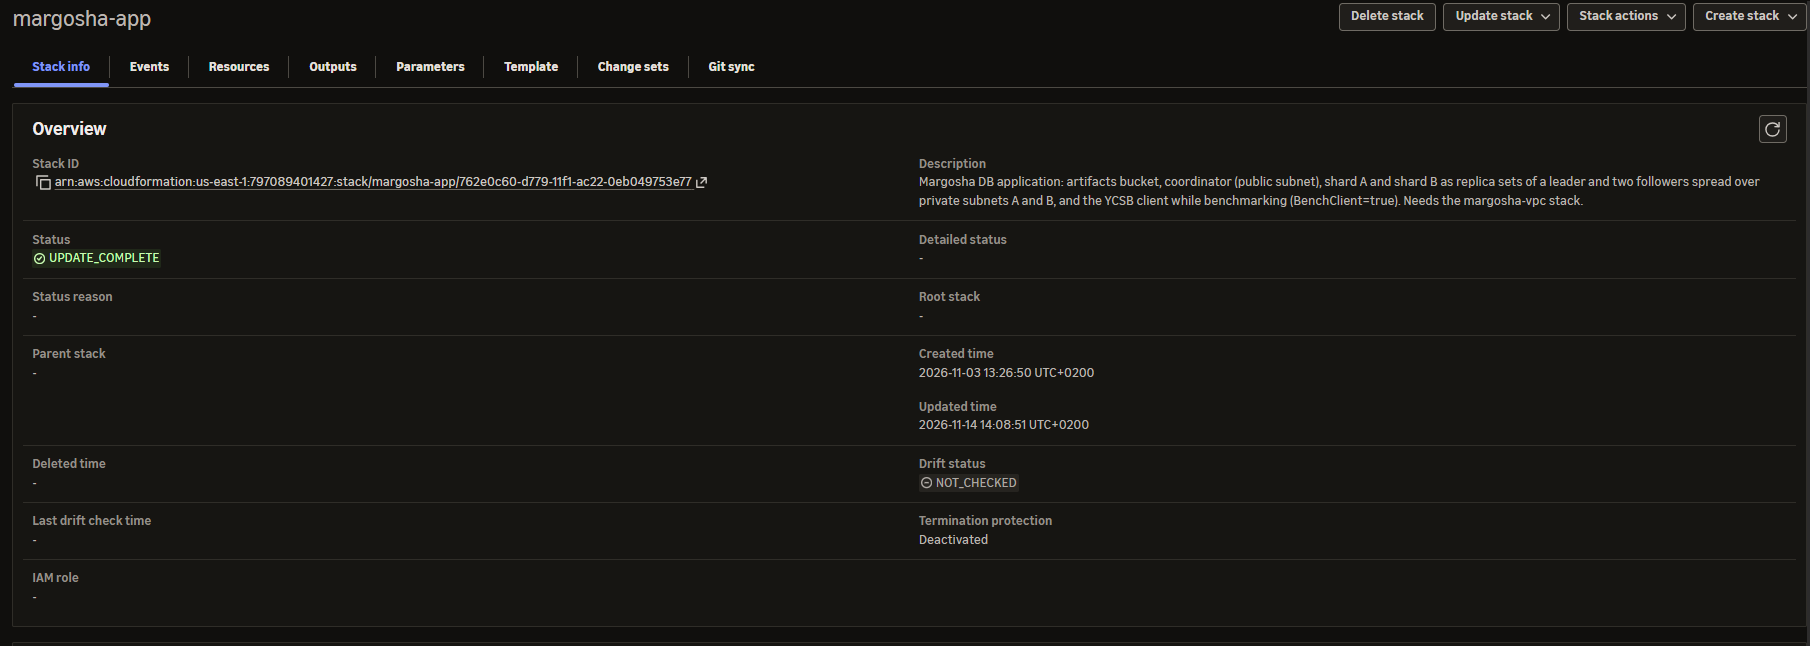 margosha-app
Delete stack
Update stack
Stack actions
Create stack
Stack info
Events
Resources
Outputs
Parameters
Template
Change sets
Git sync
Overview
Stack ID
arn:aws:cloudformation:us-east-1:797089401427:stack/margosha-app/762e0c60-d779-11f1-ac22-0eb049753e77
Description
Margosha DB application: artifacts bucket, coordinator (public subnet), shard A and shard B as replica sets of a leader and two followers spread over
private subnets A and B, and the YCSB client while benchmarking (BenchClient=true). Needs the margosha-vpc stack.
Status
UPDATE_COMPLETE
Detailed status
-
Status reason
-
Root stack
-
Parent stack
-
Created time
2026-11-03 13:26:50 UTC+0200
Updated time
2026-11-14 14:08:51 UTC+0200
Deleted time
-
Drift status
NOT_CHECKED
Last drift check time
-
Termination protection
Deactivated
IAM role
-